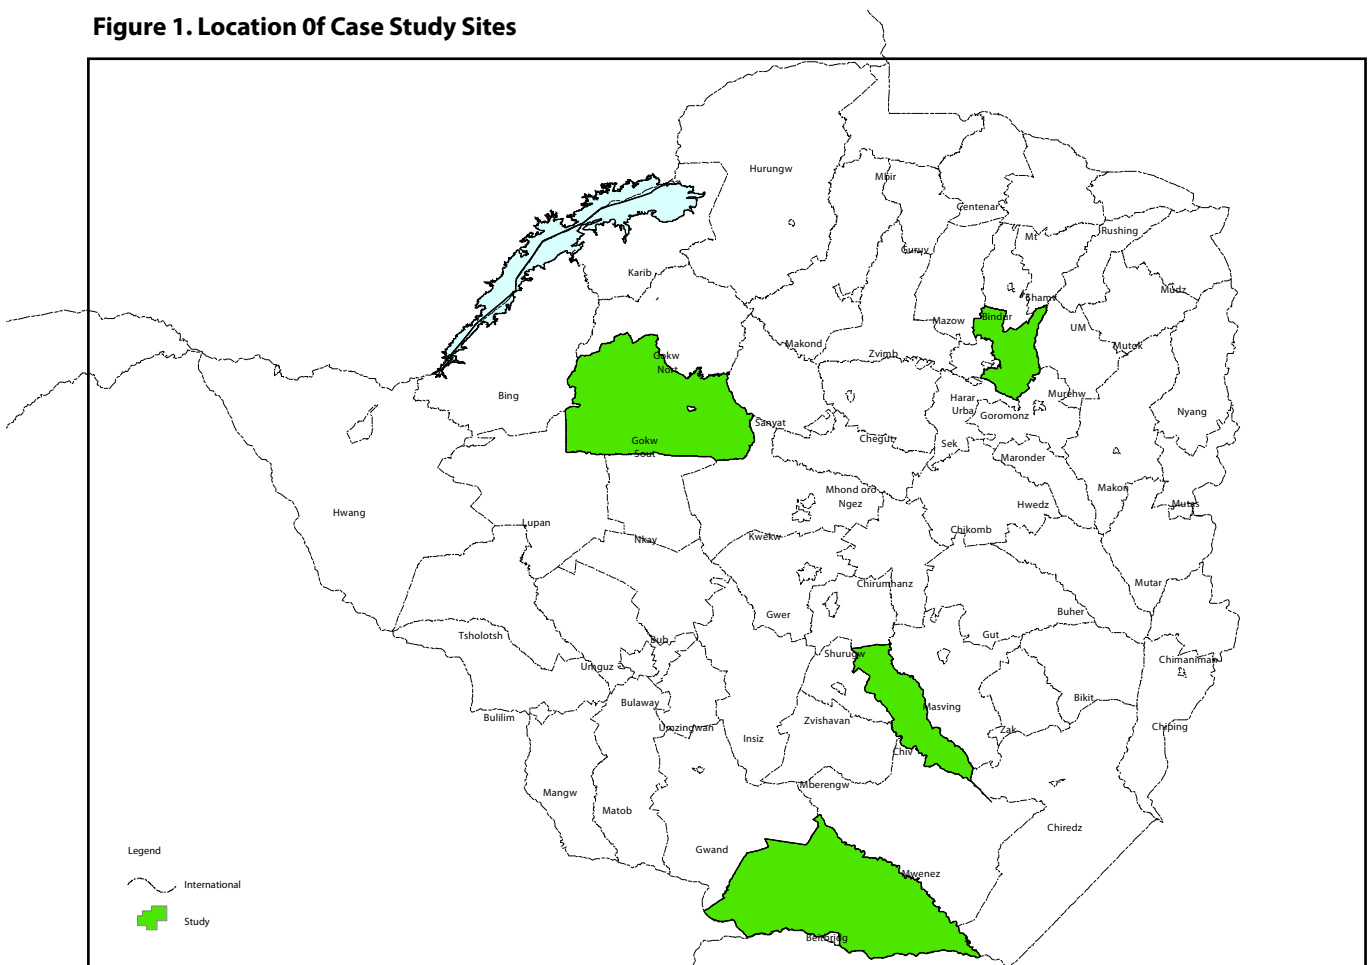 Figure 1. Location 0f Case Study Sites
Hurungw
Mbir
Centenar
Guruv
Mt
Rushing
Karib
Mudz
Bhamv
Bindur
Mazow
UM
Makond
Zvimb
Mutok
Gokw
Nort
Bing
Harar
Urba
Murehw
Goromonz
Nyang
Sanyat
Chegut
Sek
Gokw
Sout
Maronder
Makon
Mhond oro
Ngez
Hwedz
Mutas
Hwang
Lupan
Nkay
Kwekw
Chikomb
Chirumhanz
Mutar
Gwer
Buher
Tsholotsh
Bub
Gut
Umguz
Shurugw
Chimaniman
Bulaway
Bulilim
Umzingwan
Insiz
Zvishavan
Masving
Bikit
Zak
Chiping
Chiv
Mangw
Matob
Mberengw
Chiredz
Gwand
Mwenez
Beitbridg
Legend
International
Study